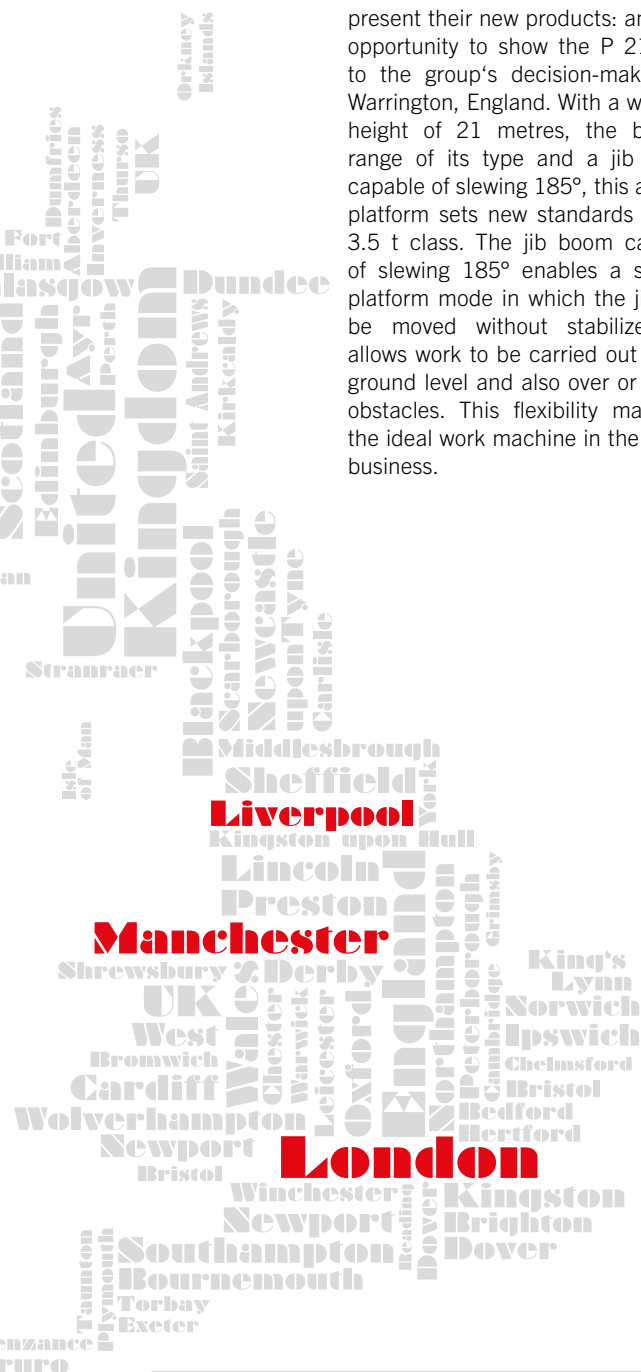 present their new products: an
opportunity to show the P 21
to the group‘s decision-mak
Warrington, England. With a w
height of 21 metres, the b
range of its type and a jib
capable of slewing 185°, this a
platform sets new standards
3.5 t class. The jib boom ca
of slewing 185° enables a s
platform mode in which the j
be moved without stabilize
allows work to be carried out
ground level and also over or
obstacles. This flexibility ma
the ideal work machine in the
business.
Orkney
Islands
Dumfries
Aberdeen
Inverness
Thurso
UK
Fort
lliam
lasgow
Dundee
Scotland
Edinburgh
United
Ayr
Perth
Kingdom
Saint Andrews
Kirkcaldy
an
Stranraer
Blackpool
Scarborough
Newcastle
upon Tyne
Carlisle
Isle
of Man
Middlesbrough
Sheffield
York
Liverpool
Kingston upon Hull
Lincoln
Preston
England
Northampton
Peterborough
Grimsby
Manchester
Shrewsbury
Wales
Derby
UK
Chester
Warwick
Leicester
Oxford
Cambridge
King's
Lynn
Norwich
West
Bromwich
Ipswich
Chelmsford
Cardiff
Bristol
Wolverhampton
Bedford
Newport
Hertford
Bristol
London
Winchester
Reading
Dover
Kingston
Newport
Brighton
Southampton
Dover
Bournemouth
Taunton
Plymouth
Torbay
Exeter
enzance
ruro